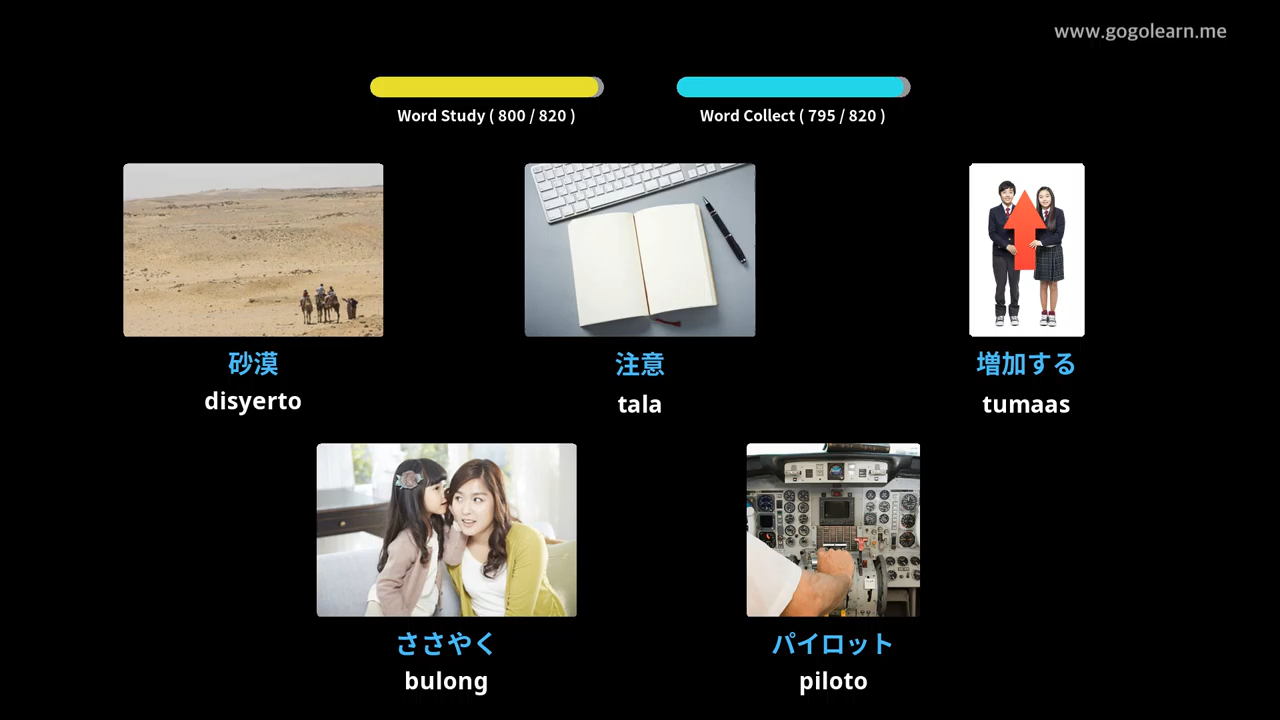 www.gogolearn.me
Word Study ( 800 / 820 )
Word Collect ( 795 / 820 )
砂漠
disyerto
注意
tala
増加する
tumaas
ささやく
bulong
パイロット
piloto